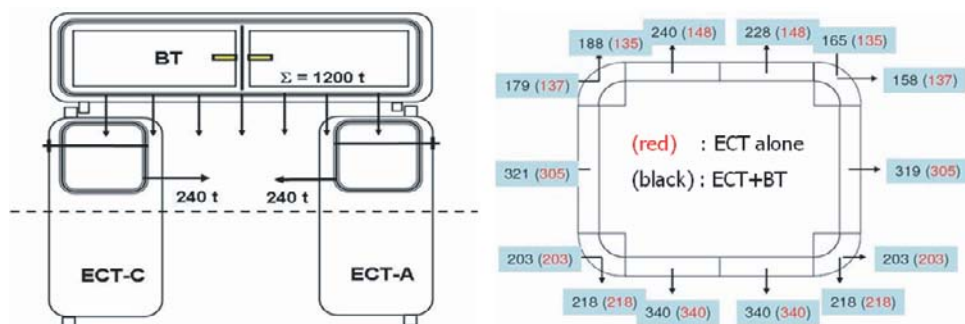 BT
Σ = 1200 t
240 t
240 t
ECT-C
ECT-A
188 (135)
240 (148)
228 (148)
165 (135)
179 (137)
158 (137)
(red) : ECT alone
(black) : ECT+BT
321 (305)
319 (305)
203 (203)
203 (203)
218 (218)
340 (340)
340 (340)
218 (218)